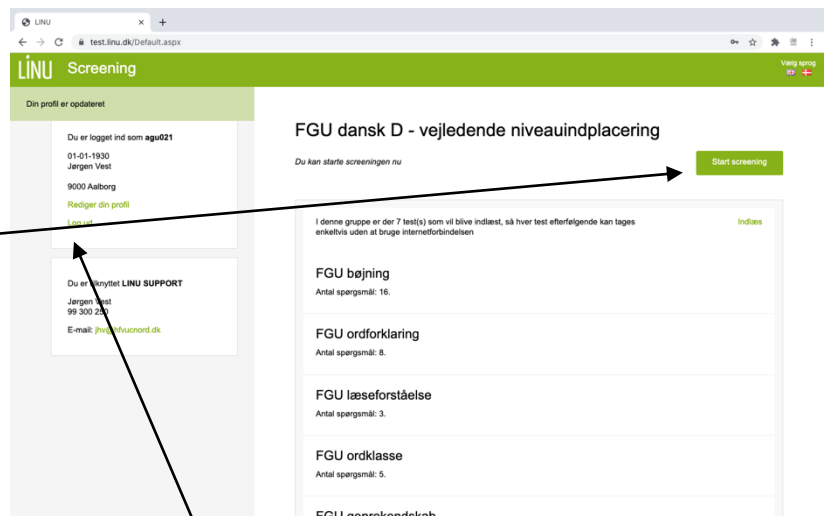 LINU
test.linu.dk/Default.aspx
LINU Screening
Vælg sprog
Din profil er opdateret
Du er logget ind som agu021
01-01-1930
Jørgen Vest
9000 Aalborg
Rediger din profil
Log ud
Du er tilknyttet LINU SUPPORT
Jørgen Vest
99 300 250
E-mail: jhv@hfvucnord.dk
FGU dansk D - vejledende niveauindplacering
Du kan starte screeningen nu
Start screening
I denne gruppe er der 7 test(s) som vil blive indlæst, så hver test efterfølgende kan tages
enkeltvis uden at bruge internetforbindelsen
Indlæs
FGU bøjning
Antal spørgsmål: 16.
FGU ordforklaring
Antal spørgsmål: 8.
FGU læseforståelse
Antal spørgsmål: 3.
FGU ordklasse
Antal spørgsmål: 5.
FGU genrekendskab